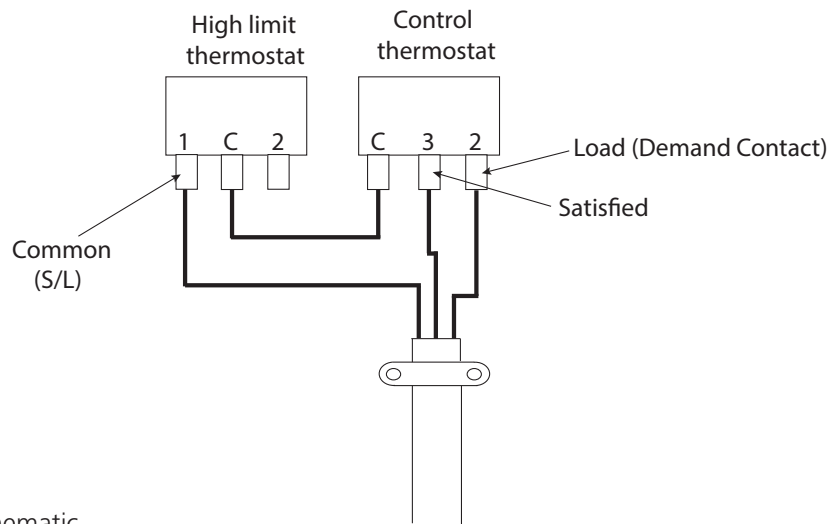 High limit
thermostat
Control
thermostat
1 C 2
C 3 2
Load (Demand Contact)
Satisfied
Common
(S/L)